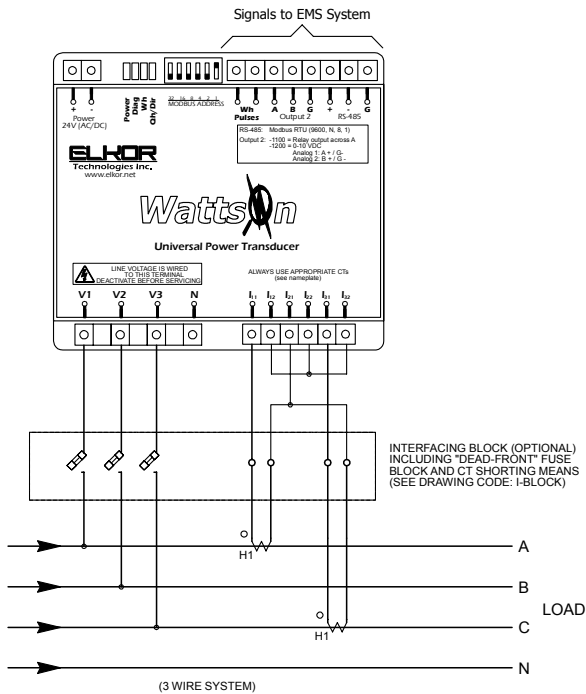 Signals to EMS System
+ -
Power
24V (AC/DC)
Power
Diag
Wh
Qh/Dir
32 16 8 4 2 1
MODBUS ADDRESS
Wh
Pulses
A B G
Output 2
+ - G
RS-485
RS-485: Modbus RTU (9600, N, 8, 1)
Output 2: -1100 = Relay output across A
-1200 = 0-10 VDC
Analog 1: A + / G-
Analog 2: B + / G -
ELKOR
Technologies Inc.
www.elkor.net
WattsOn
Universal Power Transducer
LINE VOLTAGE IS WIRED
TO THIS TERMINAL
DEACTIVATE BEFORE SERVICING
ALWAYS USE APPROPRIATE CTs
(see nameplate)
V1 V2 V3 N
I11 I12 I21 I22 I31 I32
INTERFACING BLOCK (OPTIONAL)
INCLUDING "DEAD-FRONT" FUSE
BLOCK AND CT SHORTING MEANS
(SEE DRAWING CODE: I-BLOCK)
H1
A
B
LOAD
H1
C
N
(3 WIRE SYSTEM)